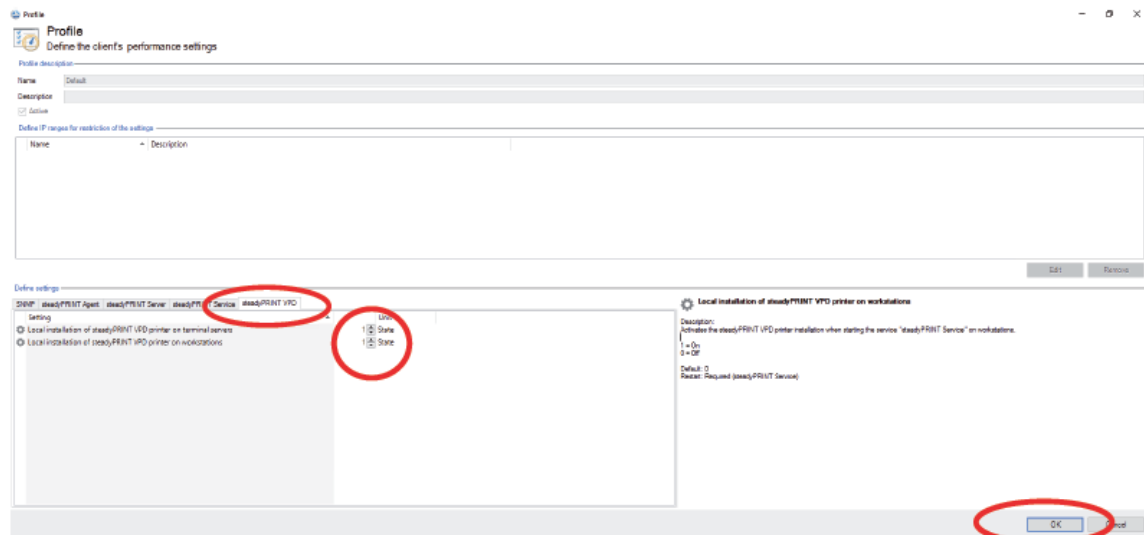 Profile
Profile
Define the client's performance settings
Profile description
Name Default
Description
Active
Define IP ranges for restriction of the settings
Name Description
Edit Remove
Define settings
SNMP steadyPRINT Agent steadyPRINT Server steadyPRINT Service steadyPRINT VPD
Setting Unit
Local installation of steadyPRINT VPD printer on terminal servers 1 State
Local installation of steadyPRINT VPD printer on workstations 1 State
Local installation of steadyPRINT VPD printer on workstations
Description:
Activates the steadyPRINT VPD printer installation when starting the service "steadyPRINT Service" on workstations.
1 = On
0 = Off
Default: 0
Restart: Required (steadyPRINT Service)
OK Cancel